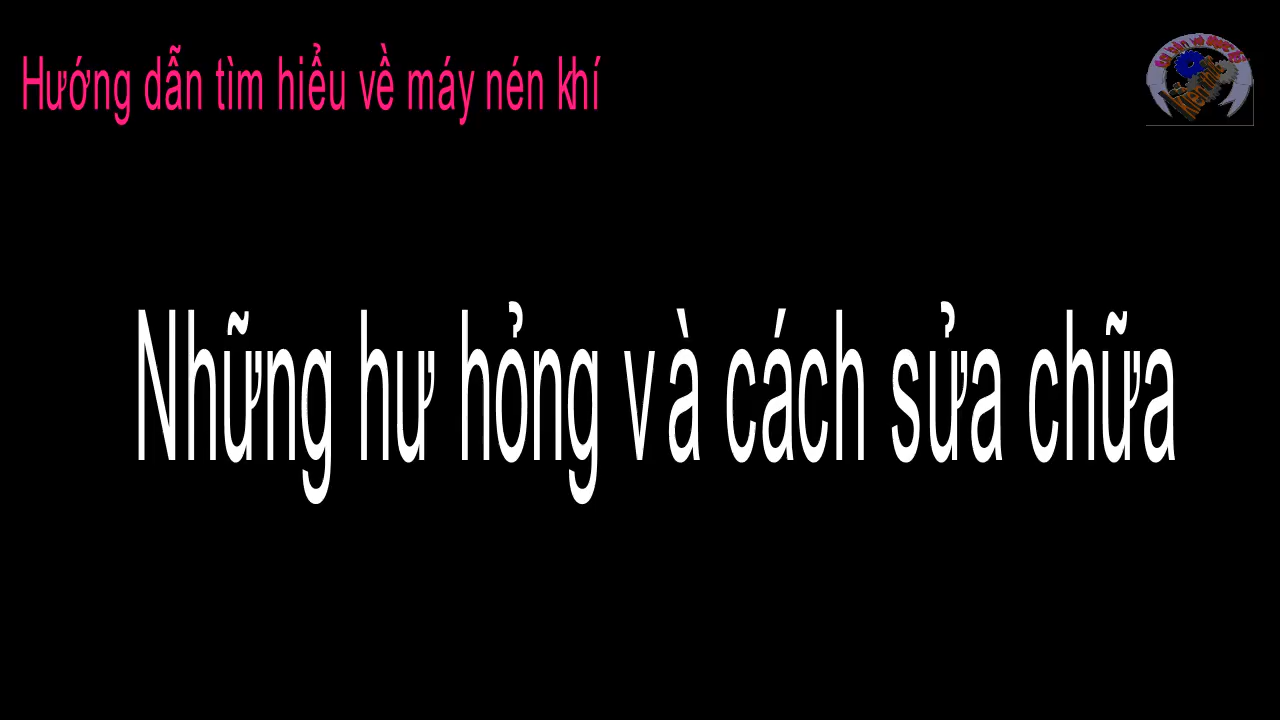 Hướng dẫn tìm hiểu về máy nén khí
Những hư hỏng và cách sửa chữa